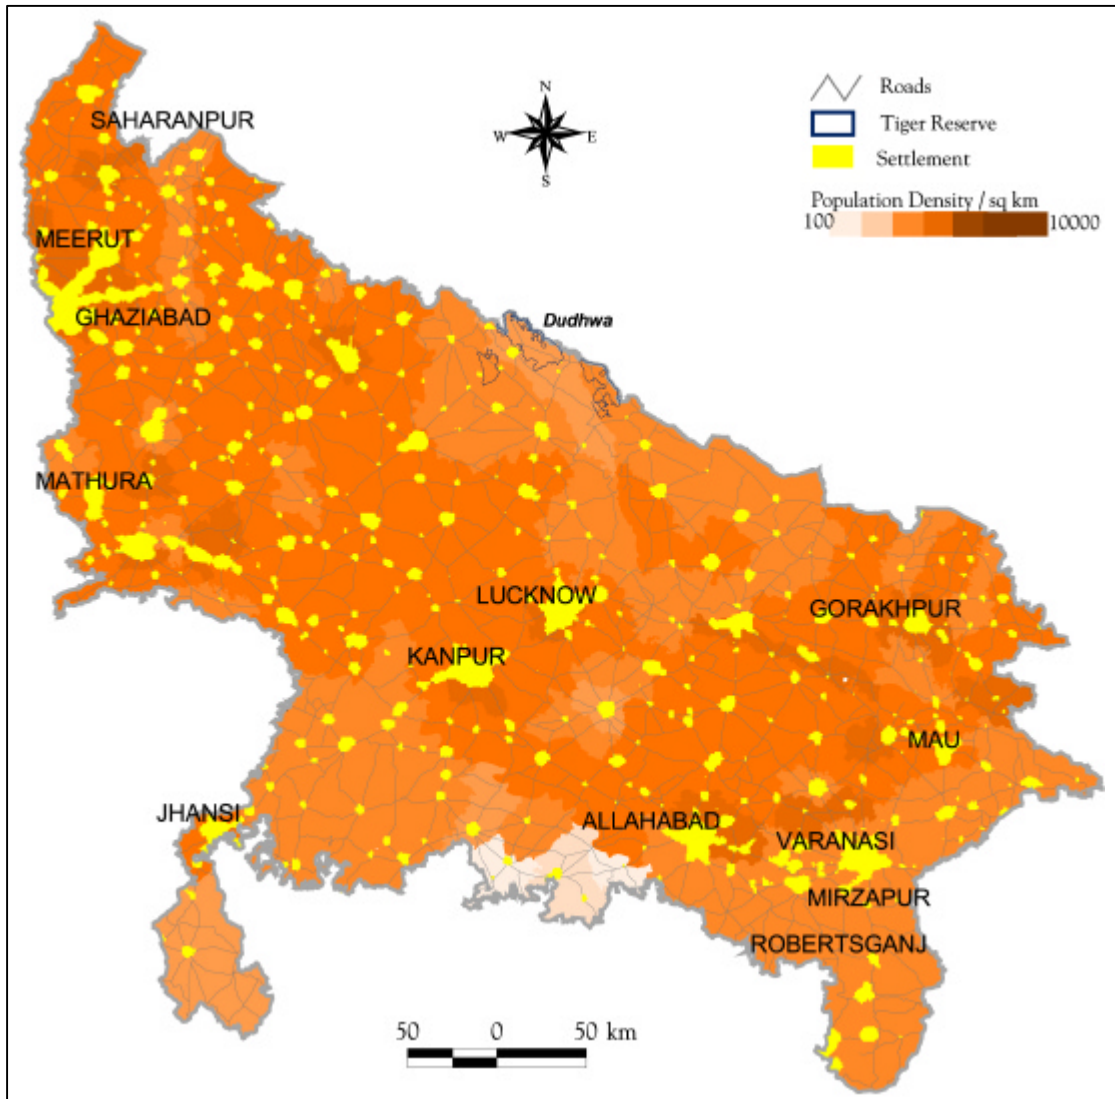 N
W E
S
Roads
Tiger Reserve
Settlement
Population Density / sq km
100 10000
SAHARANPUR
MEERUT
GHAZIABAD
Dudhwa
MATHURA
LUCKNOW
GORAKHPUR
KANPUR
MAU
JHANSI
ALLAHABAD
VARANASI
MIRZAPUR
ROBERTSGANJ
50 0 50 km